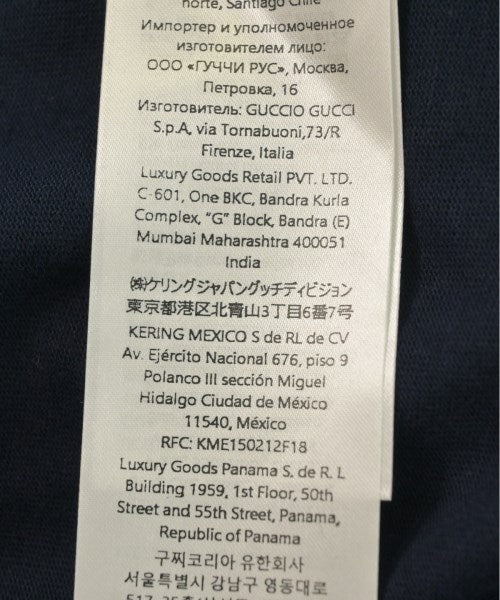 norte, Santiago Chile
Импортер и уполномоченное
изготовителем лицо:
ООО «ГУЧЧИ РУС», Москва,
Петровка, 16
Изготовитель: GUCCIO GUCCI
S.p.A, via Tornabuoni,73/R
Firenze, Italia
Luxury Goods Retail PVT. LTD.
C-601, One BKC, Bandra Kurla
Complex, “G” Block, Bandra (E)
Mumbai Maharashtra 400051
India
㈱ケリングジャパングッチディビジョン
東京都港区北青山3丁目6番7号
KERING MEXICO S de RL de CV
Av. Ejército Nacional 676, piso 9
Polanco III sección Miguel
Hidalgo Ciudad de México
11540, México
RFC: KME150212F18
Luxury Goods Panama S. de R. L
Building 1959, 1st Floor, 50th
Street and 55th Street, Panama,
Republic of Panama
구찌코리아 유한회사
서울특별시 강남구 영동대로